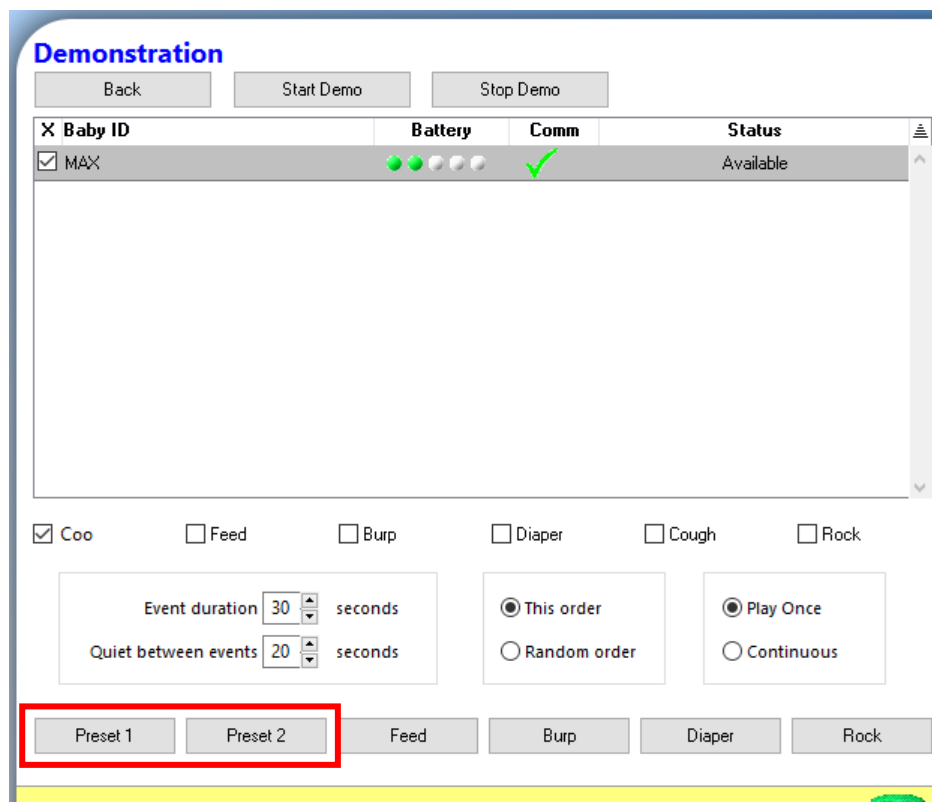 Demonstration
Back Start Demo Stop Demo
X Baby ID Battery Comm Status
MAX Available
Coo Feed Burp Diaper Cough Rock
Event duration 30 seconds This order Play Once
Quiet between events 20 seconds Random order Continuous
Preset 1 Preset 2 Feed Burp Diaper Rock